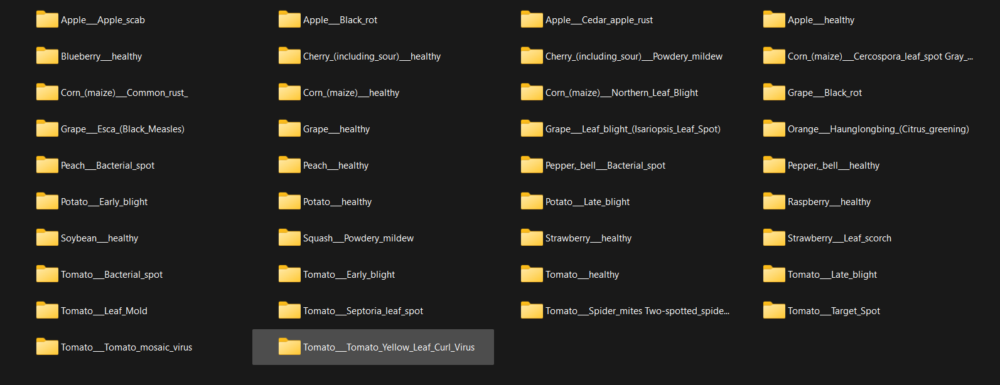 Apple___Apple_scab
Apple___Black_rot
Apple___Cedar_apple_rust
Apple___healthy
Blueberry___healthy
Cherry_(including_sour)___healthy
Cherry_(including_sour)___Powdery_mildew
Corn_(maize)___Cercospora_leaf_spot Gray_...
Corn_(maize)___Common_rust_
Corn_(maize)___healthy
Corn_(maize)___Northern_Leaf_Blight
Grape___Black_rot
Grape___Esca_(Black_Measles)
Grape___healthy
Grape___Leaf_blight_(Isariopsis_Leaf_Spot)
Orange___Haunglongbing_(Citrus_greening)
Peach___Bacterial_spot
Peach___healthy
Pepper,_bell___Bacterial_spot
Pepper,_bell___healthy
Potato___Early_blight
Potato___healthy
Potato___Late_blight
Raspberry___healthy
Soybean___healthy
Squash___Powdery_mildew
Strawberry___healthy
Strawberry___Leaf_scorch
Tomato___Bacterial_spot
Tomato___Early_blight
Tomato___healthy
Tomato___Late_blight
Tomato___Leaf_Mold
Tomato___Septoria_leaf_spot
Tomato___Spider_mites Two-spotted_spide...
Tomato___Target_Spot
Tomato___Tomato_mosaic_virus
Tomato___Tomato_Yellow_Leaf_Curl_Virus